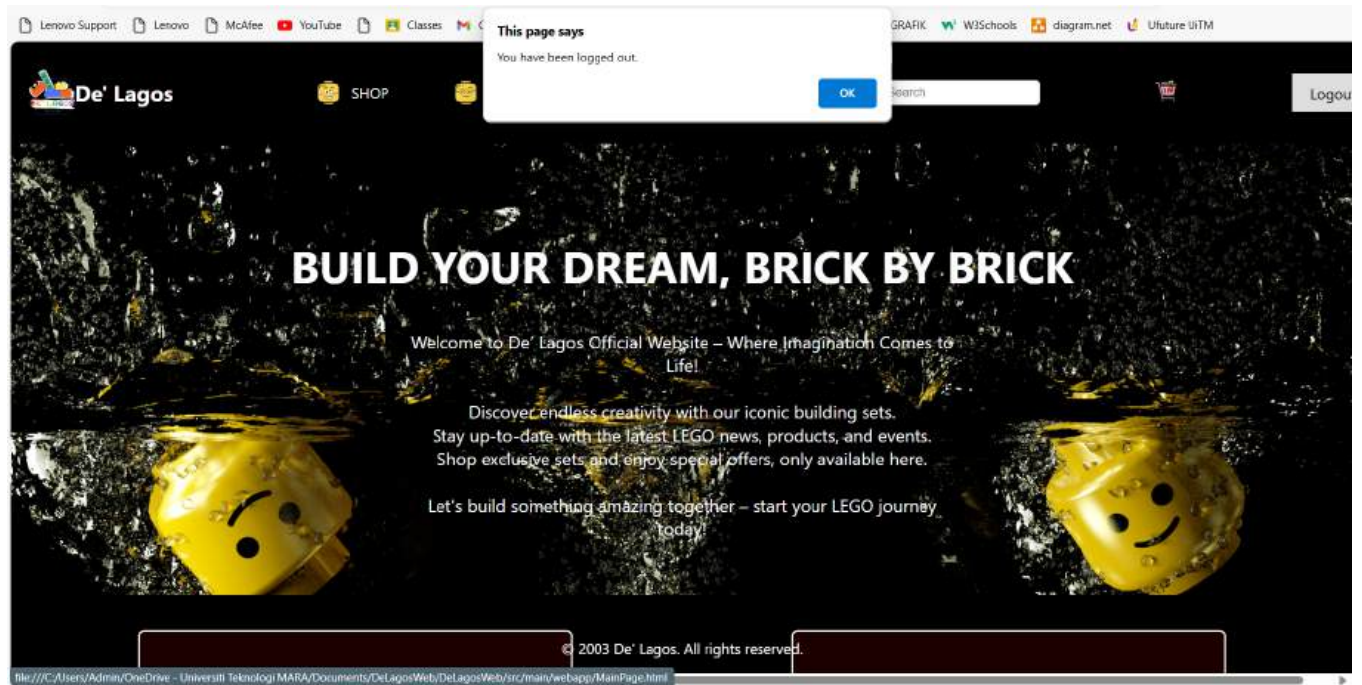 Lenovo Support Lenovo McAfee YouTube Classes GRAFIK W3Schools diagram.net Ufuture UiTM
This page says
You have been logged out.
OK
De' Lagos SHOP Search Logou
BUILD YOUR DREAM, BRICK BY BRICK
Welcome to De' Lagos Official Website – Where Imagination Comes to
Life!
Discover endless creativity with our iconic building sets.
Stay up-to-date with the latest LEGO news, products, and events.
Shop exclusive sets and enjoy special offers, only available here.
Let's build something amazing together – start your LEGO journey
today!
© 2003 De' Lagos. All rights reserved.
file:///C:/Users/Admin/OneDrive - Universiti Teknologi MARA/Documents/DeLagosWeb/DeLagosWeb/src/main/webapp/MainPage.html